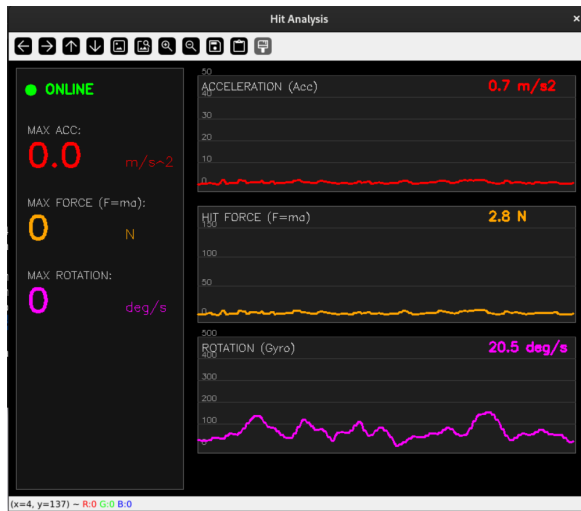 Hit Analysis
×
ONLINE
MAX ACC:
0.0 m/s^2
MAX FORCE (F=ma):
0 N
MAX ROTATION:
0 deg/s
50
ACCELERATION (Acc) 0.7 m/s2
40
30
20
10
0
HIT FORCE (F=ma) 2.8 N
150
100
50
0
500
ROTATION (Gyro) 20.5 deg/s
400
300
200
100
0
(x=4, y=137) ~ R:0 G:0 B:0